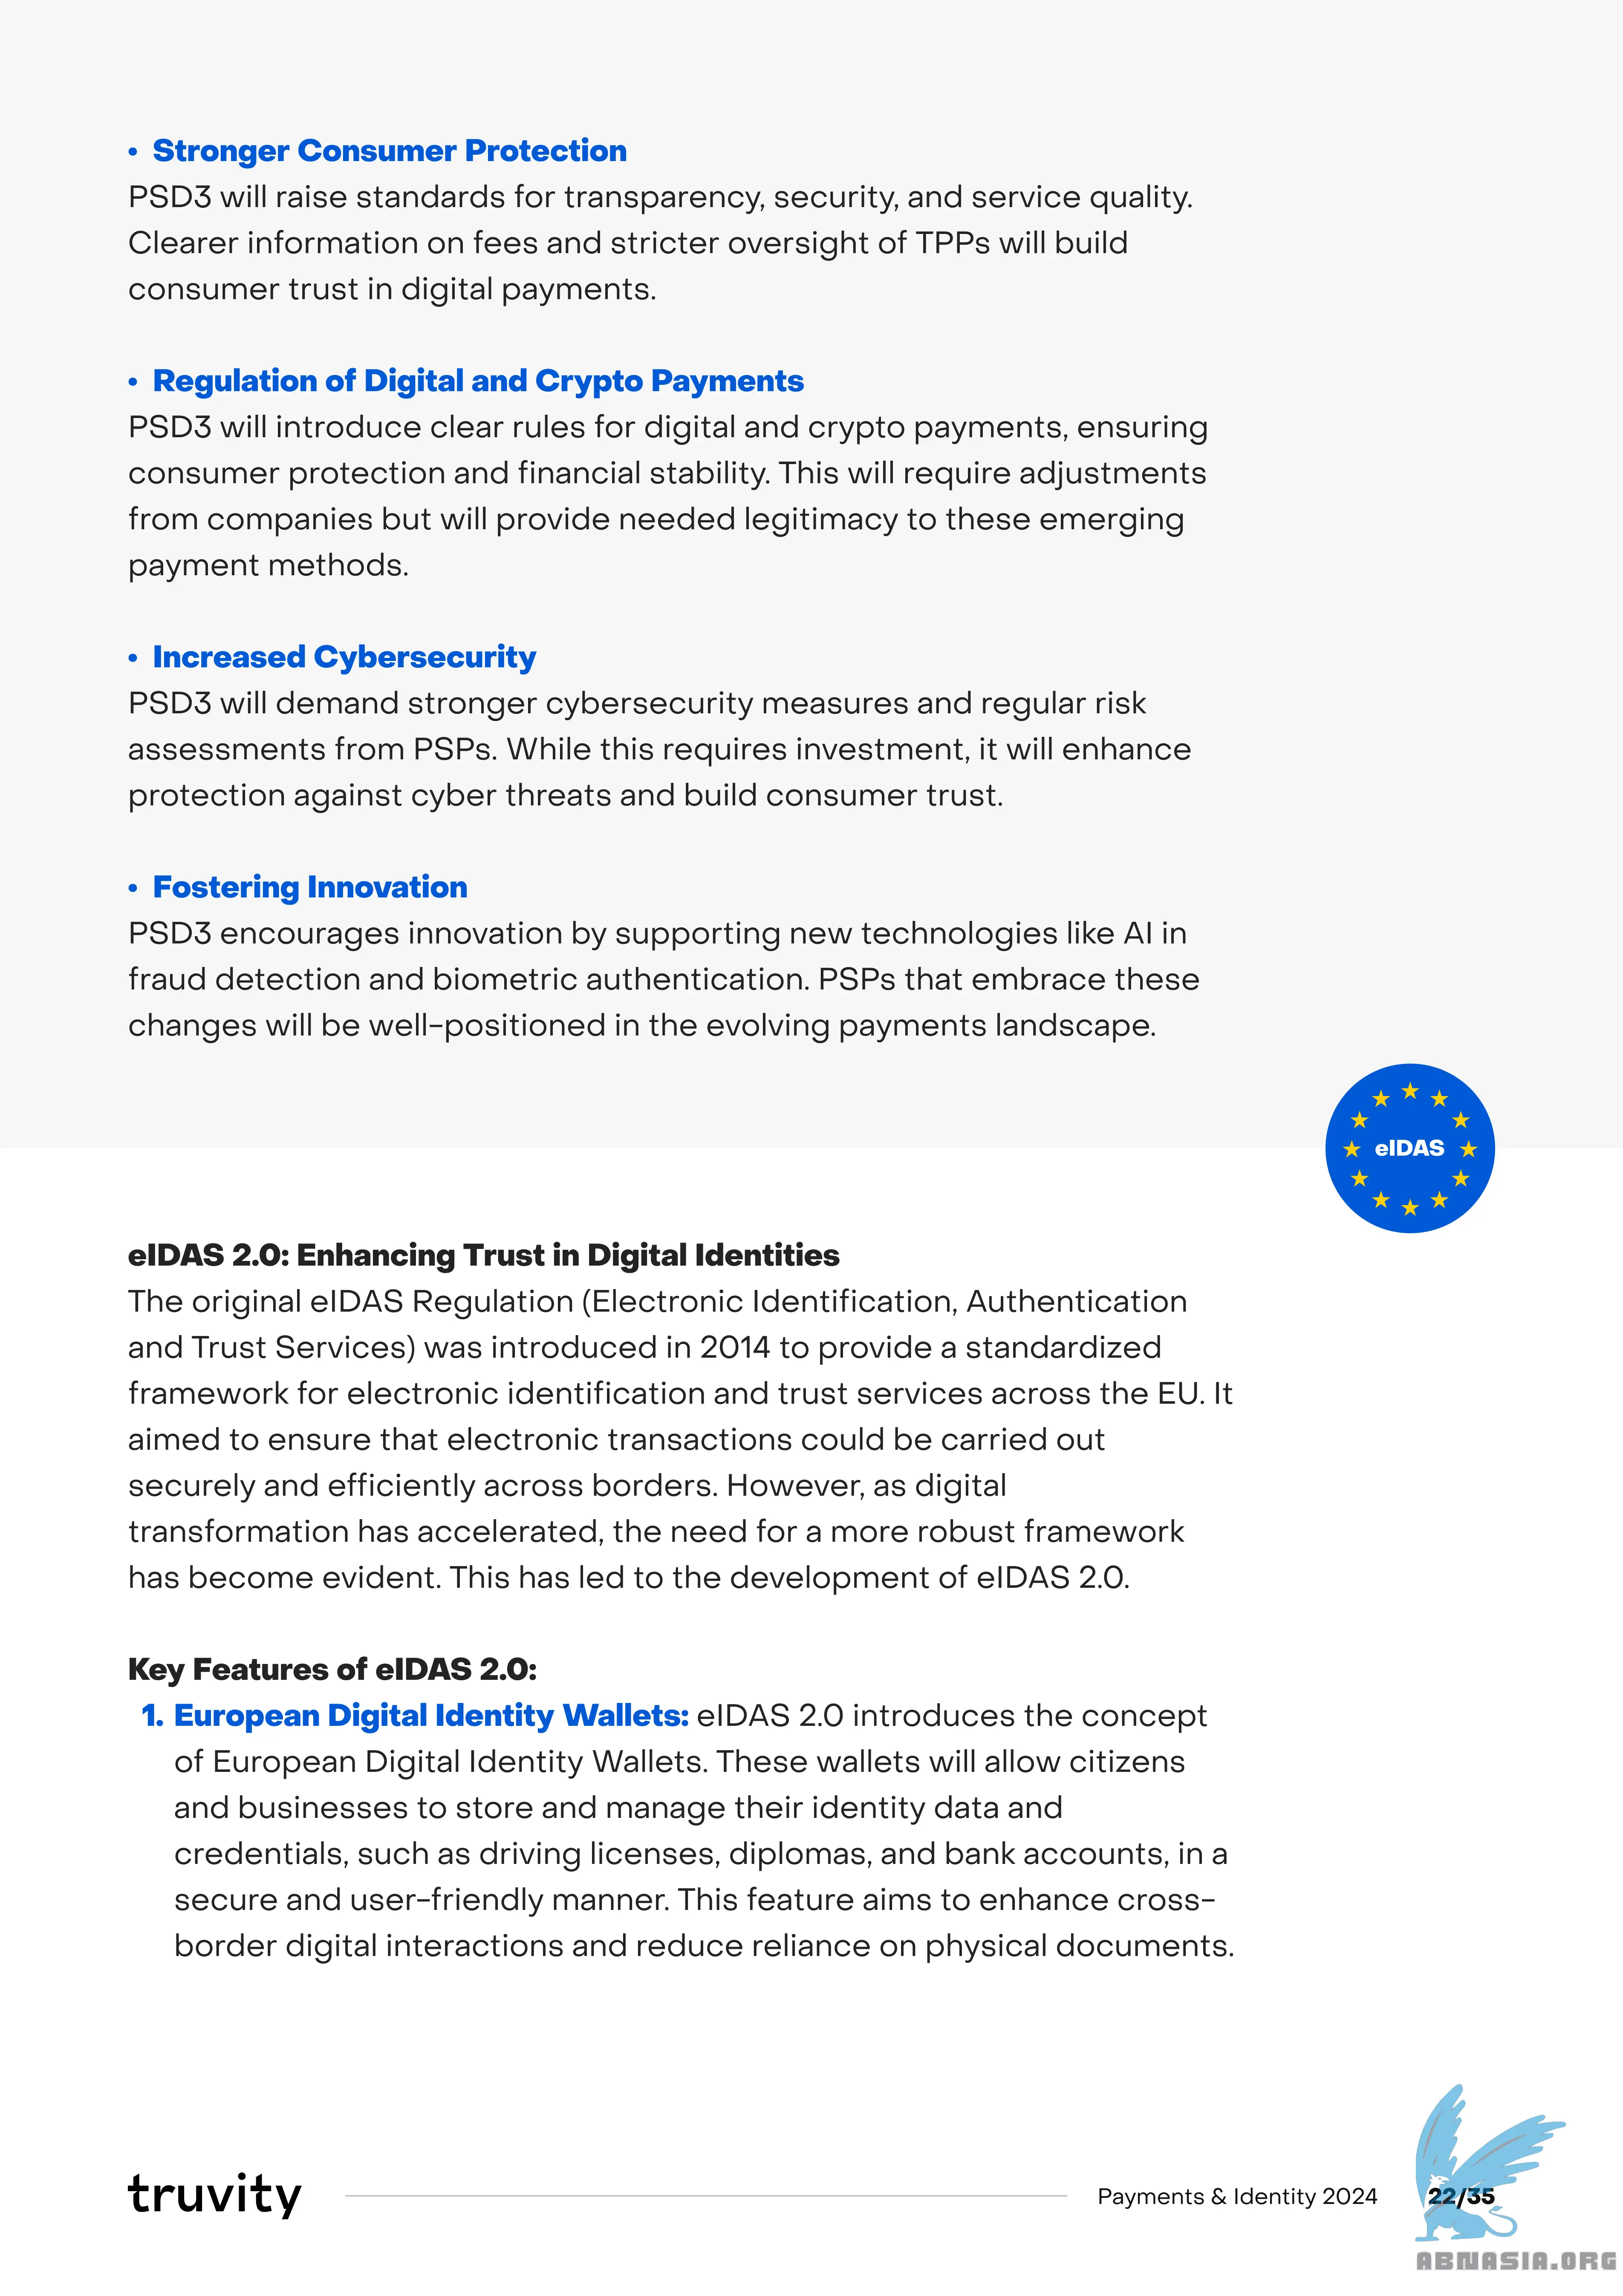 • Stronger Consumer Protection
PSD3 will raise standards for transparency, security, and service quality.
Clearer information on fees and stricter oversight of TPPs will build
consumer trust in digital payments.
• Regulation of Digital and Crypto Payments
PSD3 will introduce clear rules for digital and crypto payments, ensuring
consumer protection and financial stability. This will require adjustments
from companies but will provide needed legitimacy to these emerging
payment methods.
• Increased Cybersecurity
PSD3 will demand stronger cybersecurity measures and regular risk
assessments from PSPs. While this requires investment, it will enhance
protection against cyber threats and build consumer trust.
• Fostering Innovation
PSD3 encourages innovation by supporting new technologies like AI in
fraud detection and biometric authentication. PSPs that embrace these
changes will be well-positioned in the evolving payments landscape.
eIDAS
eIDAS 2.0: Enhancing Trust in Digital Identities
The original eIDAS Regulation (Electronic Identification, Authentication
and Trust Services) was introduced in 2014 to provide a standardized
framework for electronic identification and trust services across the EU. It
aimed to ensure that electronic transactions could be carried out
securely and efficiently across borders. However, as digital
transformation has accelerated, the need for a more robust framework
has become evident. This has led to the development of eIDAS 2.0.
Key Features of eIDAS 2.0:
1. European Digital Identity Wallets: eIDAS 2.0 introduces the concept
of European Digital Identity Wallets. These wallets will allow citizens
and businesses to store and manage their identity data and
credentials, such as driving licenses, diplomas, and bank accounts, in a
secure and user-friendly manner. This feature aims to enhance cross-
border digital interactions and reduce reliance on physical documents.
truvity
Payments & Identity 2024
22/35
ABNASIA.ORG